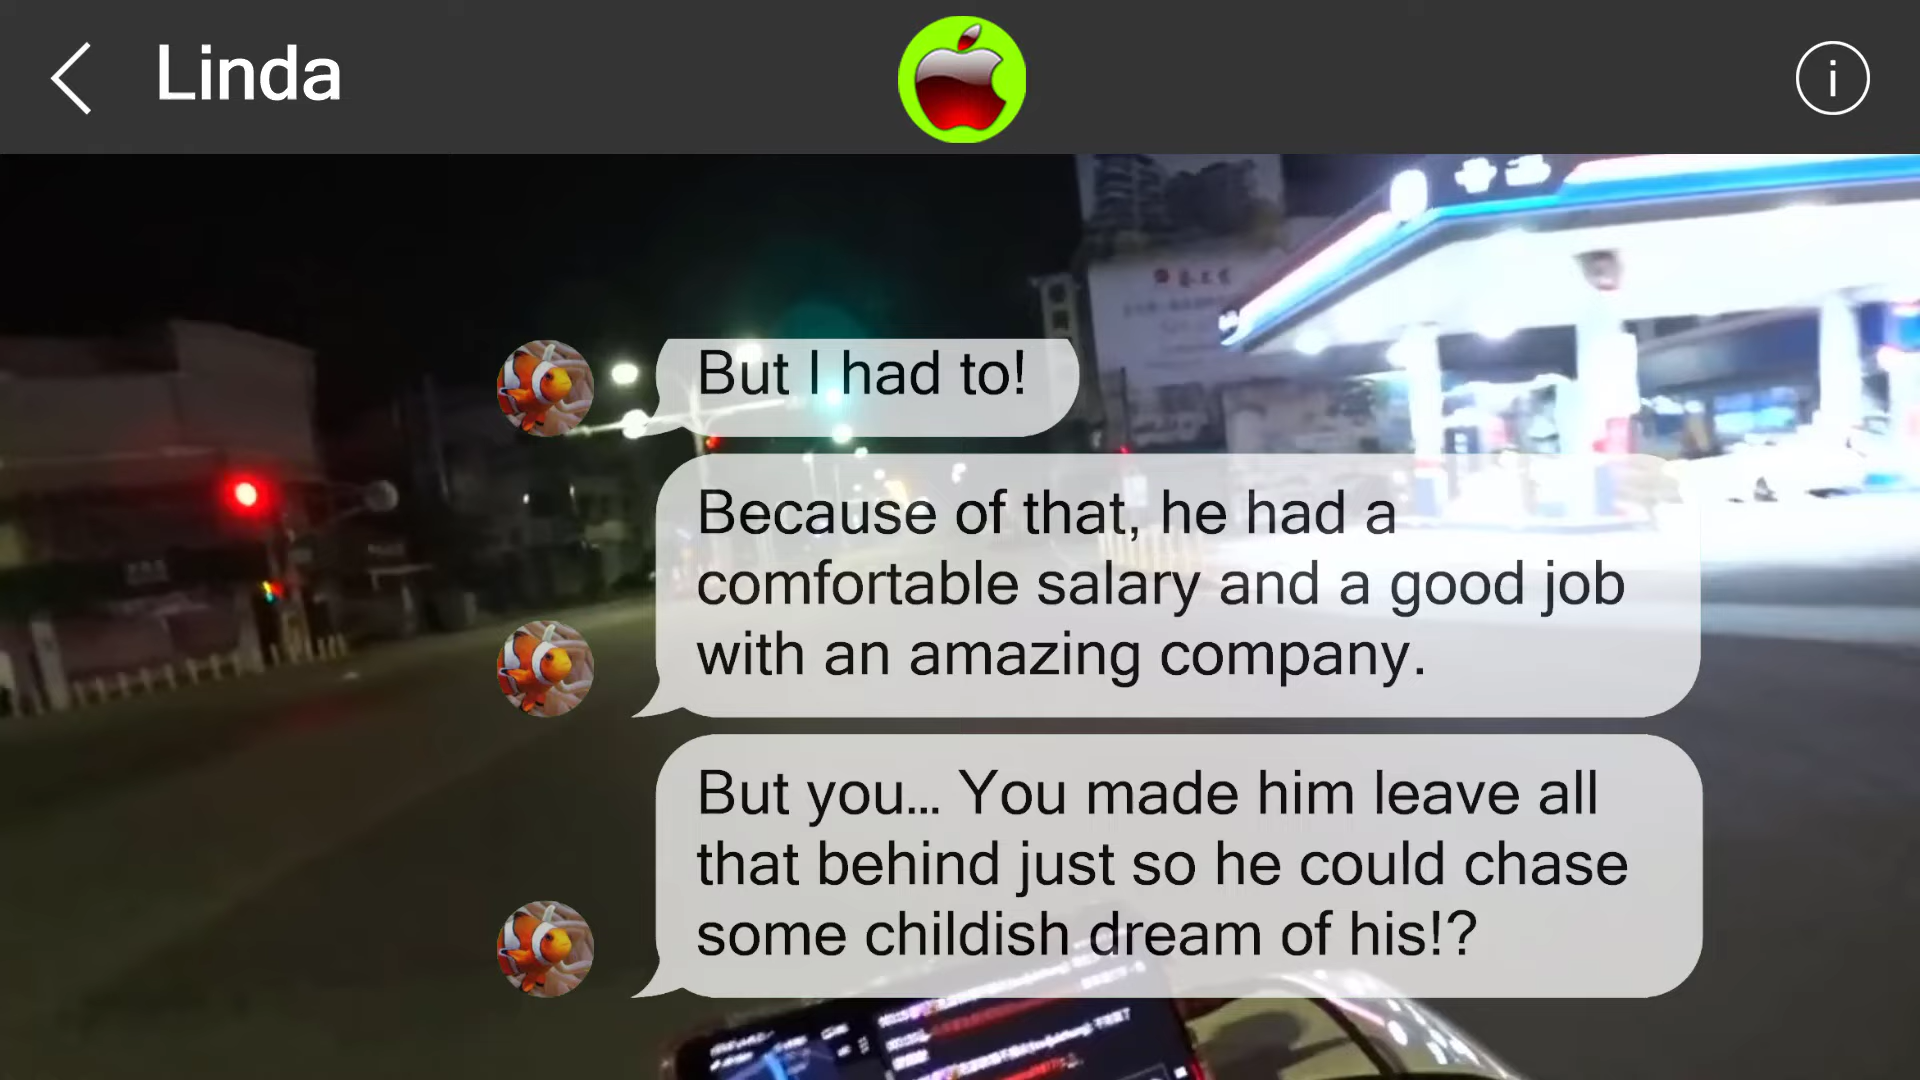 Linda
But I had to!
Because of that, he had a
comfortable salary and a good job
with an amazing company.
But you... You made him leave all
that behind just so he could chase
some childish dream of his!?